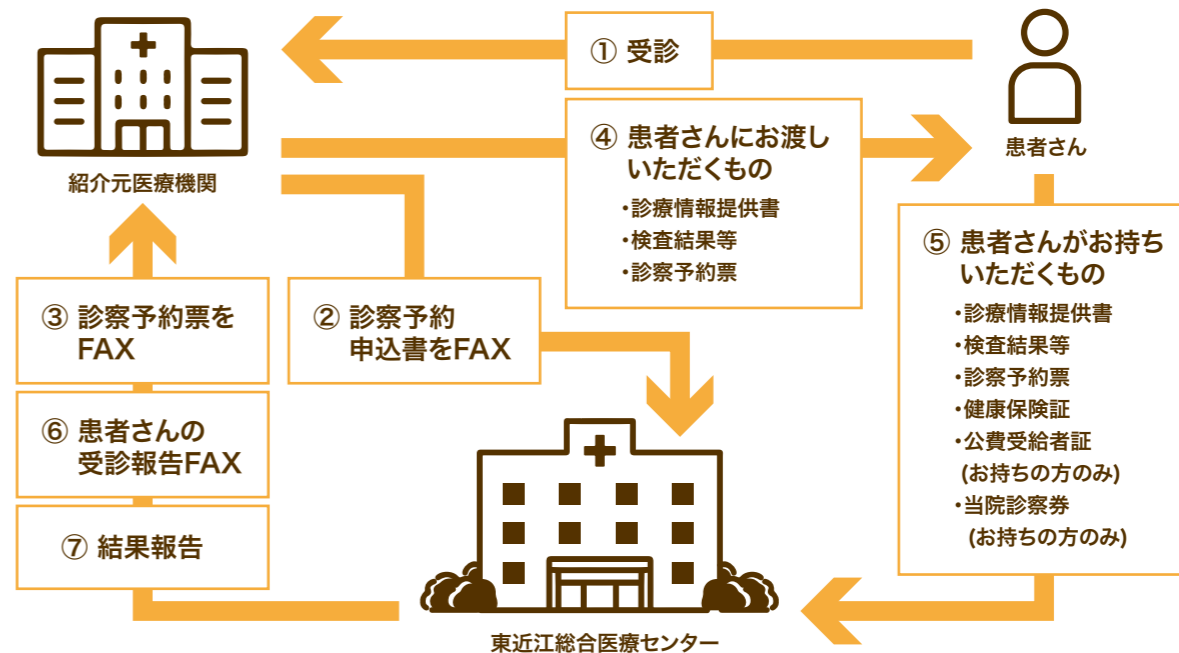 ① 受診
④ 患者さんにお渡し
いただくもの
・診療情報提供書
・検査結果等
・診察予約票
患者さん
紹介元医療機関
⑤ 患者さんがお持ち
いただくもの
・診療情報提供書
・検査結果等
・診察予約票
・健康保険証
・公費受給者証
(お持ちの方のみ)
・当院診察券
(お持ちの方のみ)
③ 診察予約票を
FAX
② 診察予約
申込書をFAX
⑥ 患者さんの
受診報告FAX
⑦ 結果報告
東近江総合医療センター